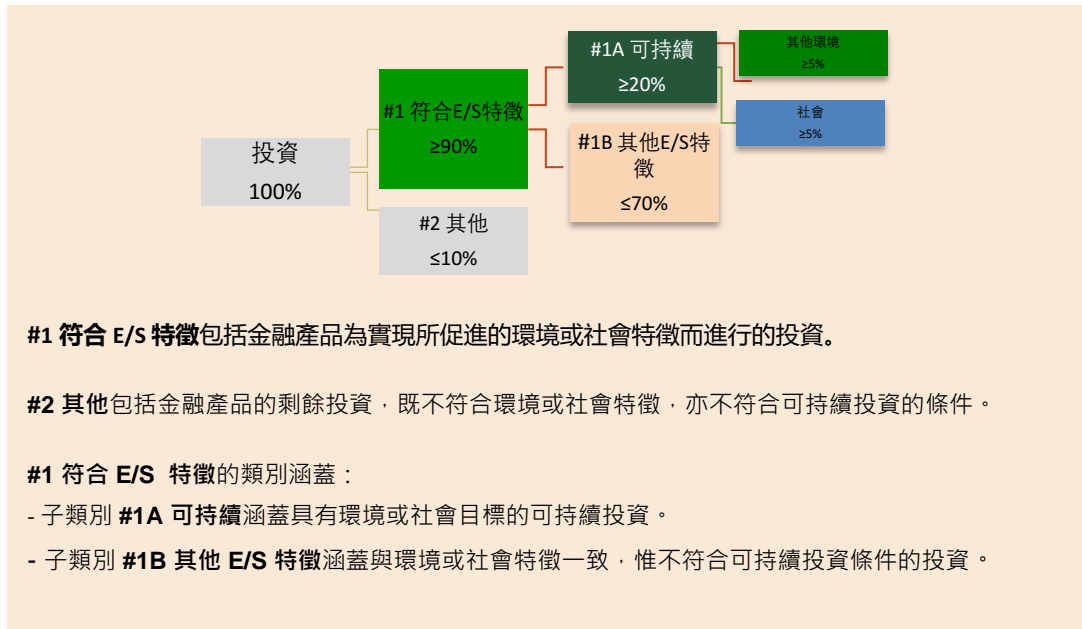 投資
100%
#1 符合E/S特徵
≥90%
#2 其他
≤10%
#1A 可持續
≥20%
#1B 其他E/S特
徵
≤70%
其他環境
≥5%
社會
≥5%
#1 符合 E/S 特徵包括金融產品為實現所促進的環境或社會特徵而進行的投資。
#2 其他包括金融產品的剩餘投資，既不符合環境或社會特徵，亦不符合可持續投資的條件。
#1 符合 E/S 特徵的類別涵蓋：
- 子類別 #1A 可持續涵蓋具有環境或社會目標的可持續投資。
- 子類別 #1B 其他 E/S 特徵涵蓋與環境或社會特徵一致，惟不符合可持續投資條件的投資。